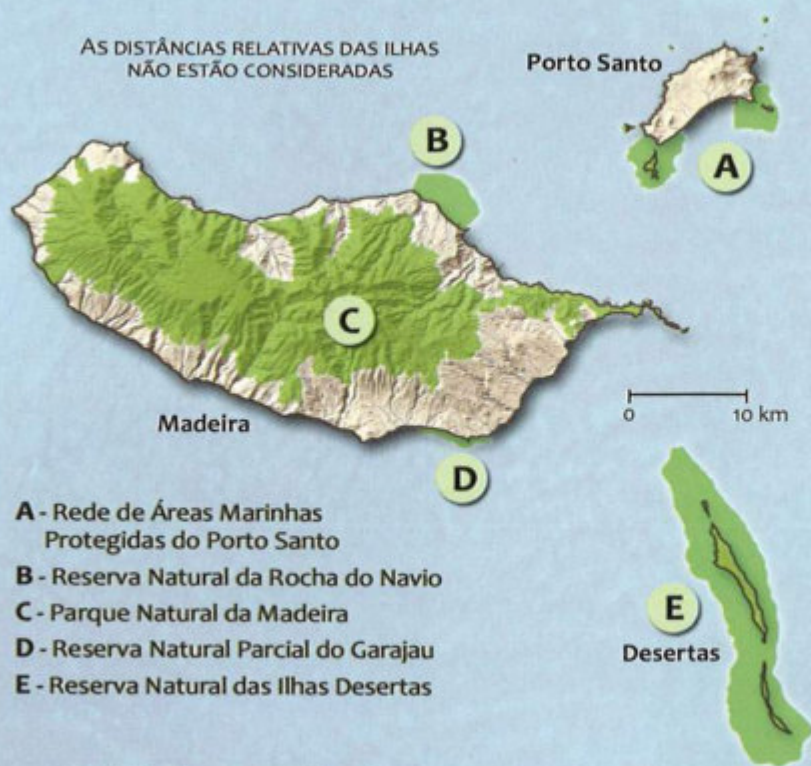 AS DISTÂNCIAS RELATIVAS DAS ILHAS
NÃO ESTÃO CONSIDERADAS
Porto Santo
B
A
C
0 10 km
Madeira
D
A - Rede de Áreas Marinhas
Protegidas do Porto Santo
B - Reserva Natural da Rocha do Navio
C - Parque Natural da Madeira
D - Reserva Natural Parcial do Garajau
E - Reserva Natural das Ilhas Desertas
E
Desertas